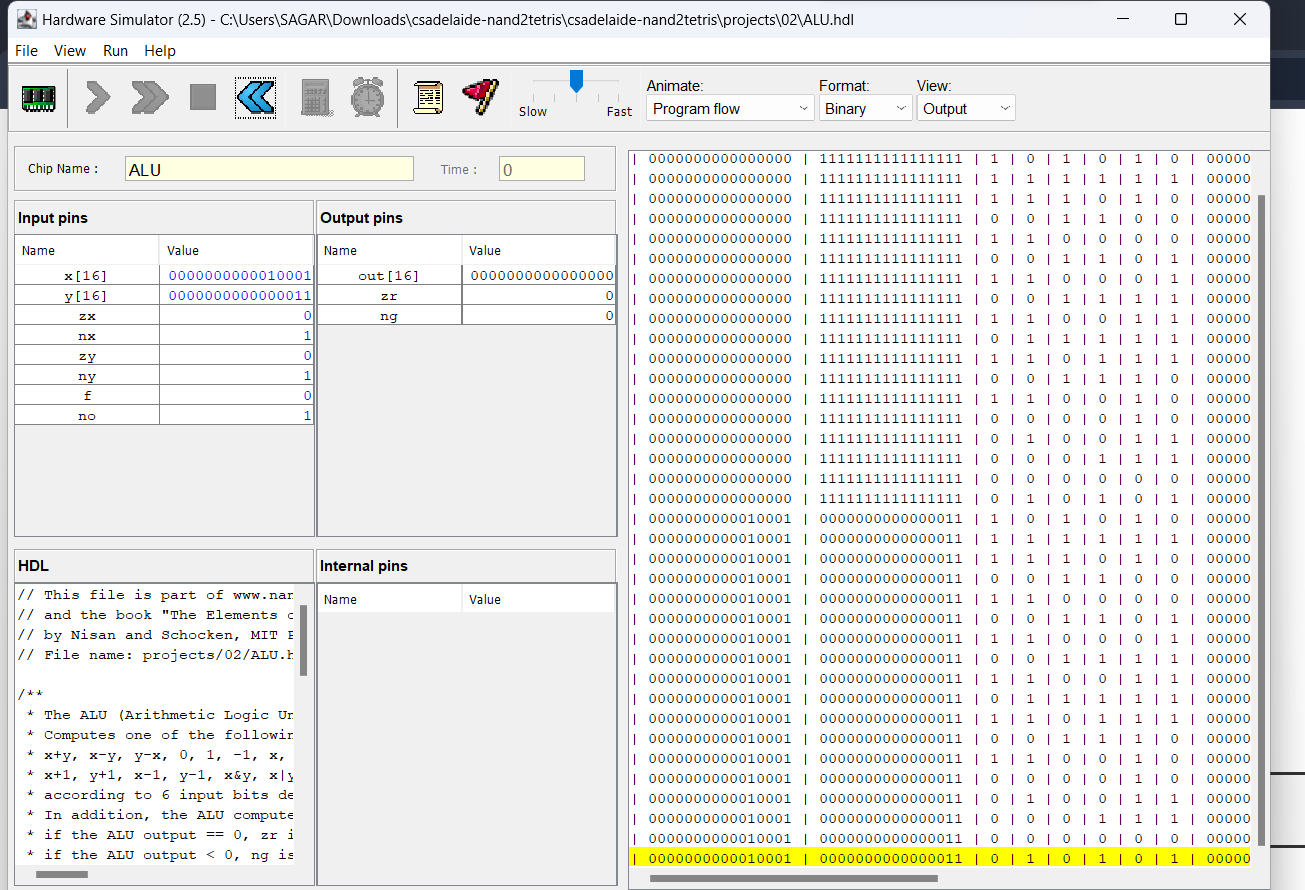 Hardware Simulator (2.5) - C:\Users\SAGAR\Downloads\csadelaide-nand2tetris\csadelaide-nand2tetris\projects\02\ALU.hdl
File View Run Help
Slow Fast
Animate: Format: View:
Program flow Binary Output
Chip Name : ALU Time : 0
Input pins
Name Value
x[16] 0000000000010001
y[16] 0000000000000011
zx 0
nx 1
zy 0
ny 1
f 0
no 1
Output pins
Name Value
out[16] 0000000000000000
zr 0
ng 0
HDL
// This file is part of www.nan
// and the book "The Elements o
// by Nisan and Schocken, MIT P
// File name: projects/02/ALU.h
/**
* The ALU (Arithmetic Logic Un
* Computes one of the followin
* x+y, x-y, y-x, 0, 1, -1, x,
* x+1, y+1, x-1, y-1, x&y, x|y
* according to 6 input bits de
* In addition, the ALU compute
* if the ALU output == 0, zr i
* if the ALU output < 0, ng is
Internal pins
Name Value
| 0000000000000000 | 1111111111111111 | 1 | 0 | 1 | 0 | 1 | 0 | 00000
| 0000000000000000 | 1111111111111111 | 1 | 1 | 1 | 1 | 1 | 1 | 00000
| 0000000000000000 | 1111111111111111 | 1 | 1 | 1 | 0 | 1 | 0 | 00000
| 0000000000000000 | 1111111111111111 | 0 | 0 | 1 | 1 | 0 | 0 | 00000
| 0000000000000000 | 1111111111111111 | 1 | 1 | 0 | 0 | 0 | 0 | 00000
| 0000000000000000 | 1111111111111111 | 0 | 0 | 1 | 1 | 0 | 1 | 00000
| 0000000000000000 | 1111111111111111 | 1 | 1 | 0 | 0 | 0 | 1 | 00000
| 0000000000000000 | 1111111111111111 | 0 | 0 | 1 | 1 | 1 | 1 | 00000
| 0000000000000000 | 1111111111111111 | 1 | 1 | 0 | 0 | 1 | 1 | 00000
| 0000000000000000 | 1111111111111111 | 0 | 1 | 1 | 1 | 1 | 1 | 00000
| 0000000000000000 | 1111111111111111 | 1 | 1 | 0 | 1 | 1 | 1 | 00000
| 0000000000000000 | 1111111111111111 | 0 | 0 | 1 | 1 | 1 | 0 | 00000
| 0000000000000000 | 1111111111111111 | 1 | 1 | 0 | 0 | 1 | 0 | 00000
| 0000000000000000 | 1111111111111111 | 0 | 0 | 0 | 0 | 1 | 0 | 00000
| 0000000000000000 | 1111111111111111 | 0 | 1 | 0 | 0 | 1 | 1 | 00000
| 0000000000000000 | 1111111111111111 | 0 | 0 | 0 | 1 | 1 | 1 | 00000
| 0000000000000000 | 1111111111111111 | 0 | 0 | 0 | 0 | 0 | 0 | 00000
| 0000000000000000 | 1111111111111111 | 0 | 1 | 0 | 1 | 0 | 1 | 00000
| 0000000000010001 | 0000000000000011 | 1 | 0 | 1 | 0 | 1 | 0 | 00000
| 0000000000010001 | 0000000000000011 | 1 | 1 | 1 | 1 | 1 | 1 | 00000
| 0000000000010001 | 0000000000000011 | 1 | 1 | 1 | 0 | 1 | 0 | 00000
| 0000000000010001 | 0000000000000011 | 0 | 0 | 1 | 1 | 0 | 0 | 00000
| 0000000000010001 | 0000000000000011 | 1 | 1 | 0 | 0 | 0 | 0 | 00000
| 0000000000010001 | 0000000000000011 | 0 | 0 | 1 | 1 | 0 | 1 | 00000
| 0000000000010001 | 0000000000000011 | 1 | 1 | 0 | 0 | 0 | 1 | 00000
| 0000000000010001 | 0000000000000011 | 0 | 0 | 1 | 1 | 1 | 1 | 00000
| 0000000000010001 | 0000000000000011 | 1 | 1 | 0 | 0 | 1 | 1 | 00000
| 0000000000010001 | 0000000000000011 | 0 | 1 | 1 | 1 | 1 | 1 | 00000
| 0000000000010001 | 0000000000000011 | 1 | 1 | 0 | 1 | 1 | 1 | 00000
| 0000000000010001 | 0000000000000011 | 0 | 0 | 1 | 1 | 1 | 0 | 00000
| 0000000000010001 | 0000000000000011 | 1 | 1 | 0 | 0 | 1 | 0 | 00000
| 0000000000010001 | 0000000000000011 | 0 | 0 | 0 | 0 | 1 | 0 | 00000
| 0000000000010001 | 0000000000000011 | 0 | 1 | 0 | 0 | 1 | 1 | 00000
| 0000000000010001 | 0000000000000011 | 0 | 0 | 0 | 1 | 1 | 1 | 00000
| 0000000000010001 | 0000000000000011 | 0 | 0 | 0 | 0 | 0 | 0 | 00000
| 0000000000010001 | 0000000000000011 | 0 | 1 | 0 | 1 | 0 | 1 | 00000